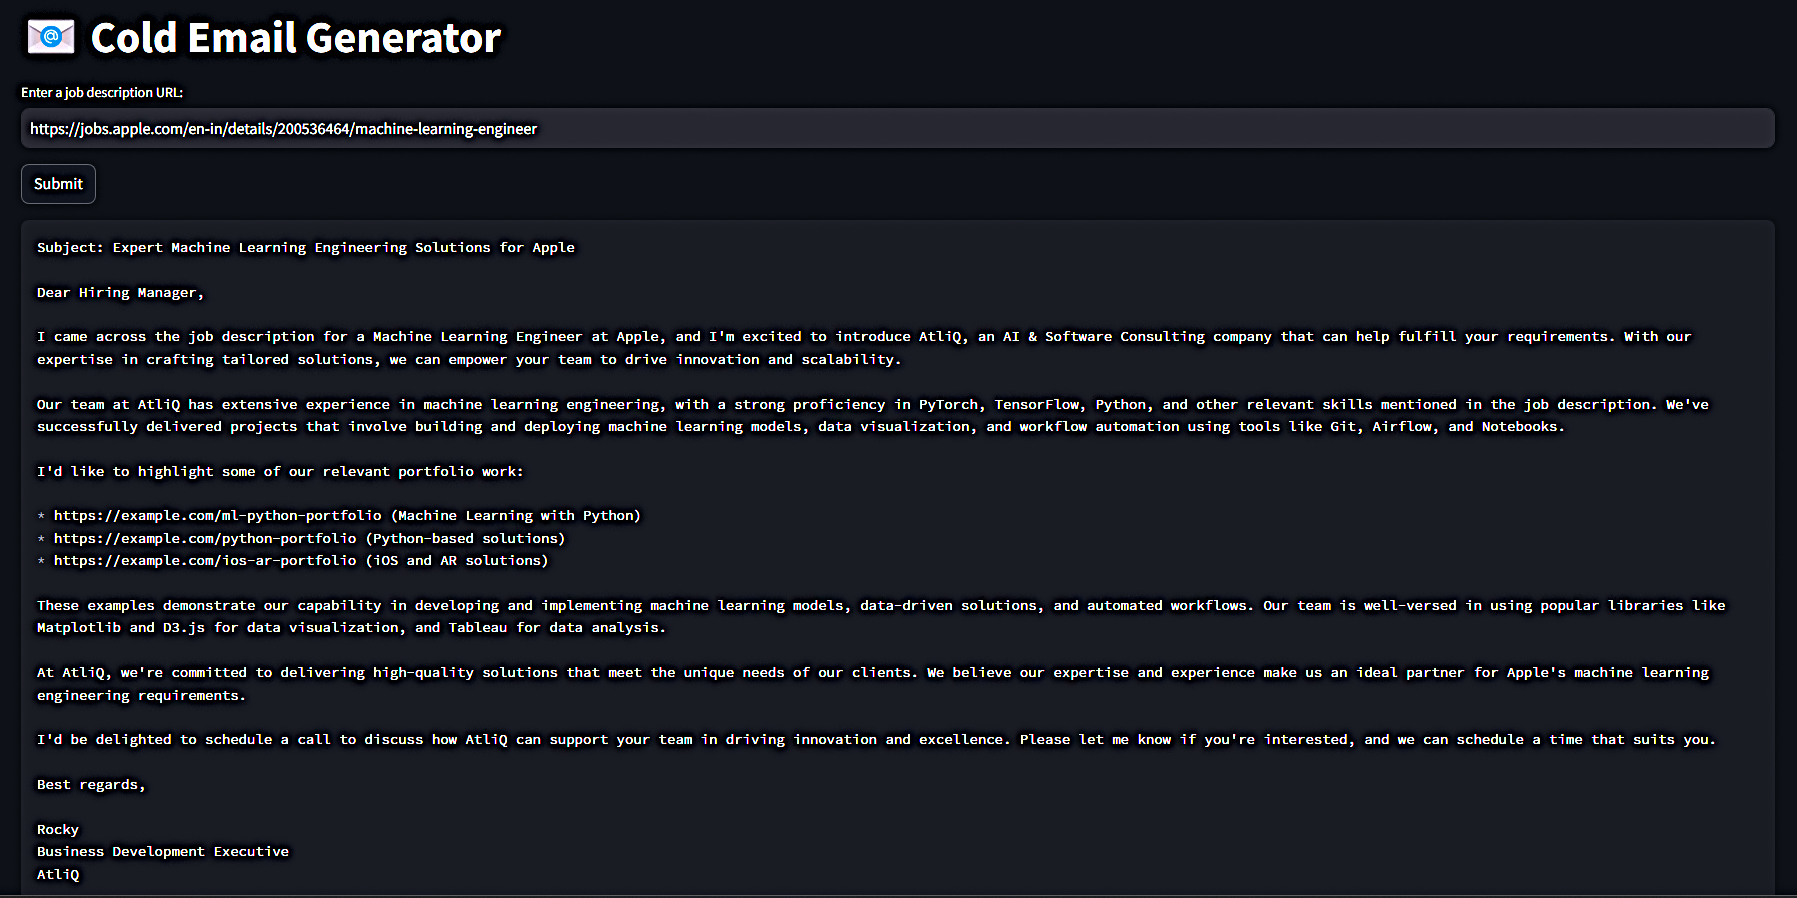 Cold Email Generator
Enter a job description URL:
https://jobs.apple.com/en-in/details/200536464/machine-learning-engineer
Submit
Subject: Expert Machine Learning Engineering Solutions for Apple
Dear Hiring Manager,
I came across the job description for a Machine Learning Engineer at Apple, and I'm excited to introduce AtliQ, an AI & Software Consulting company that can help fulfill your requirements. With our
expertise in crafting tailored solutions, we can empower your team to drive innovation and scalability.
Our team at AtliQ has extensive experience in machine learning engineering, with a strong proficiency in PyTorch, TensorFlow, Python, and other relevant skills mentioned in the job description. We've
successfully delivered projects that involve building and deploying machine learning models, data visualization, and workflow automation using tools like Git, Airflow, and Notebooks.
I'd like to highlight some of our relevant portfolio work:
* https://example.com/ml-python-portfolio (Machine Learning with Python)
* https://example.com/python-portfolio (Python-based solutions)
* https://example.com/ios-ar-portfolio (iOS and AR solutions)
These examples demonstrate our capability in developing and implementing machine learning models, data-driven solutions, and automated workflows. Our team is well-versed in using popular libraries like
Matplotlib and D3.js for data visualization, and Tableau for data analysis.
At AtliQ, we're committed to delivering high-quality solutions that meet the unique needs of our clients. We believe our expertise and experience make us an ideal partner for Apple's machine learning
engineering requirements.
I'd be delighted to schedule a call to discuss how AtliQ can support your team in driving innovation and excellence. Please let me know if you're interested, and we can schedule a time that suits you.
Best regards,
Rocky
Business Development Executive
AtliQ